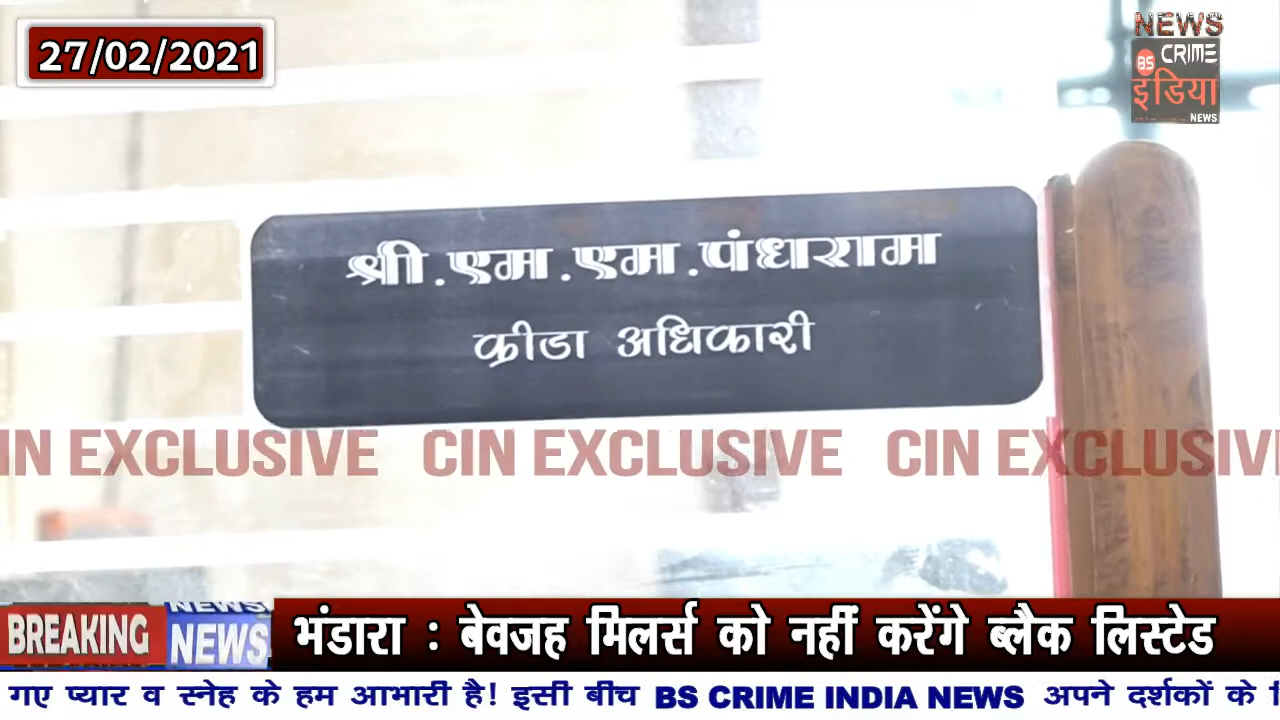 27/02/2021
NEWS
BS CRIME
इंडिया
NEWS
श्री.एम.एम.पंधराम
क्रीडा अधिकारी
IN EXCLUSIVE CIN EXCLUSIVE CIN EXCLUSIV
BREAKING
NEWS
NEWS
भंडारा : बेवजह मिलर्स को नहीं करेंगे ब्लैक लिस्टेड
गए प्यार व स्नेह के हम आभारी है! इसी बीच BS CRIME INDIA NEWS अपने दर्शकों के